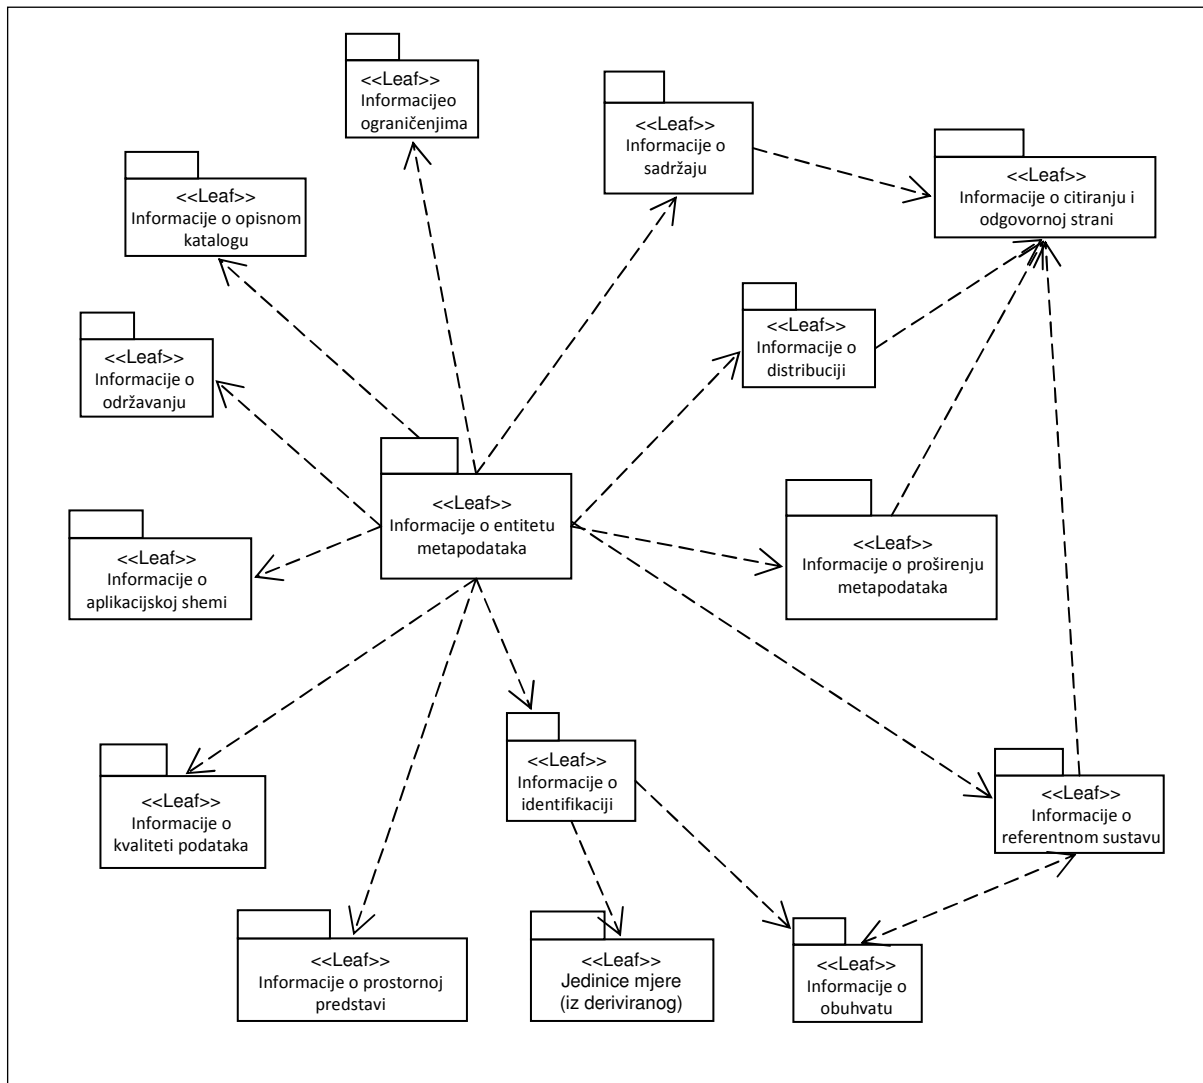 <<Leaf>>
Informacijeo
ograničenjima
<<Leaf>>
Informacije o
sadržaju
<<Leaf>>
Informacije o citiranju i
odgovornoj strani
<<Leaf>>
Informacije o opisnom
katalogu
<<Leaf>>
Informacije o
distribuciji
<<Leaf>>
Informacije o
održavanju
<<Leaf>>
Informacije o entitetu
metapodataka
<<Leaf>>
Informacije o proširenju
metapodataka
<<Leaf>>
Informacije o
aplikacijskoj shemi
<<Leaf>>
Informacije o
identifikaciji
<<Leaf>>
Informacije o
referentnom sustavu
<<Leaf>>
Informacije o
kvaliteti podataka
<<Leaf>>
Informacije o prostornoj
predstavi
<<Leaf>>
Jedinice mjere
(iz deriviranog)
<<Leaf>>
Informacije o
obuhvatu